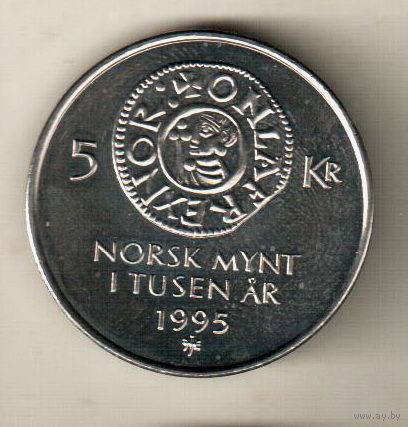 ONLAF REX NOR
5 KR
NORSK MYNT
I TUSEN ÅR
1995
www.ay.by